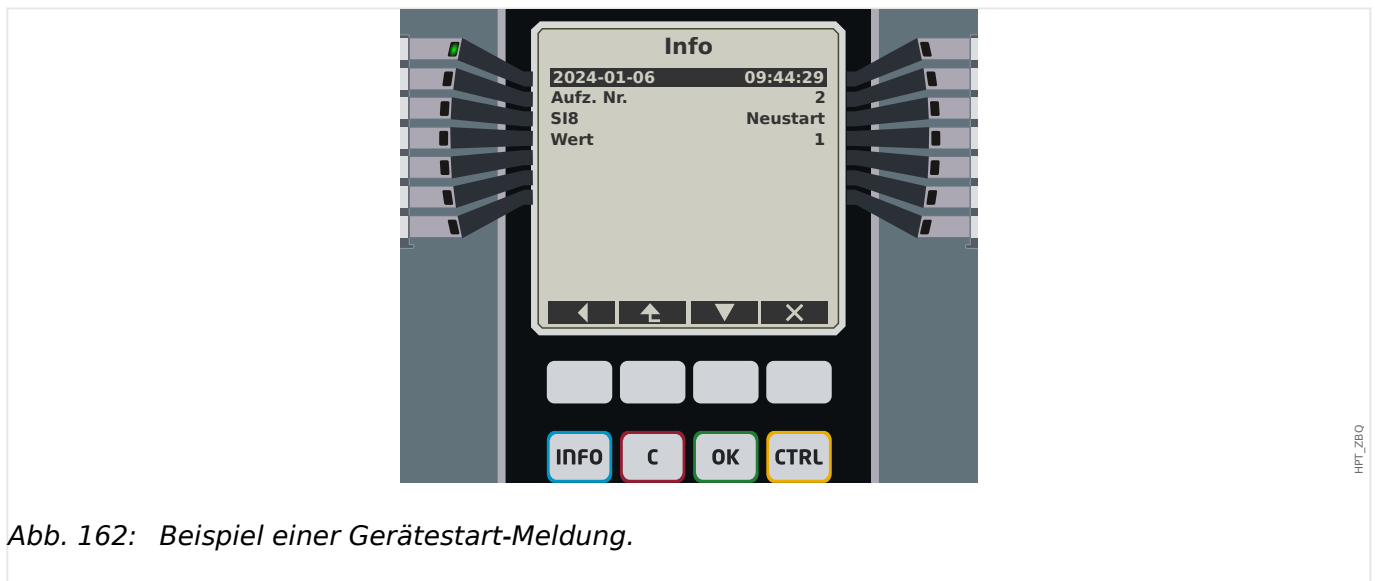 Info
2024-01-06 09:44:29
Aufz. Nr. 2
SI8 Neustart
Wert 1
INFO C OK CTRL
HPT_ZBQ
Abb. 162: Beispiel einer Gerätestart-Meldung.